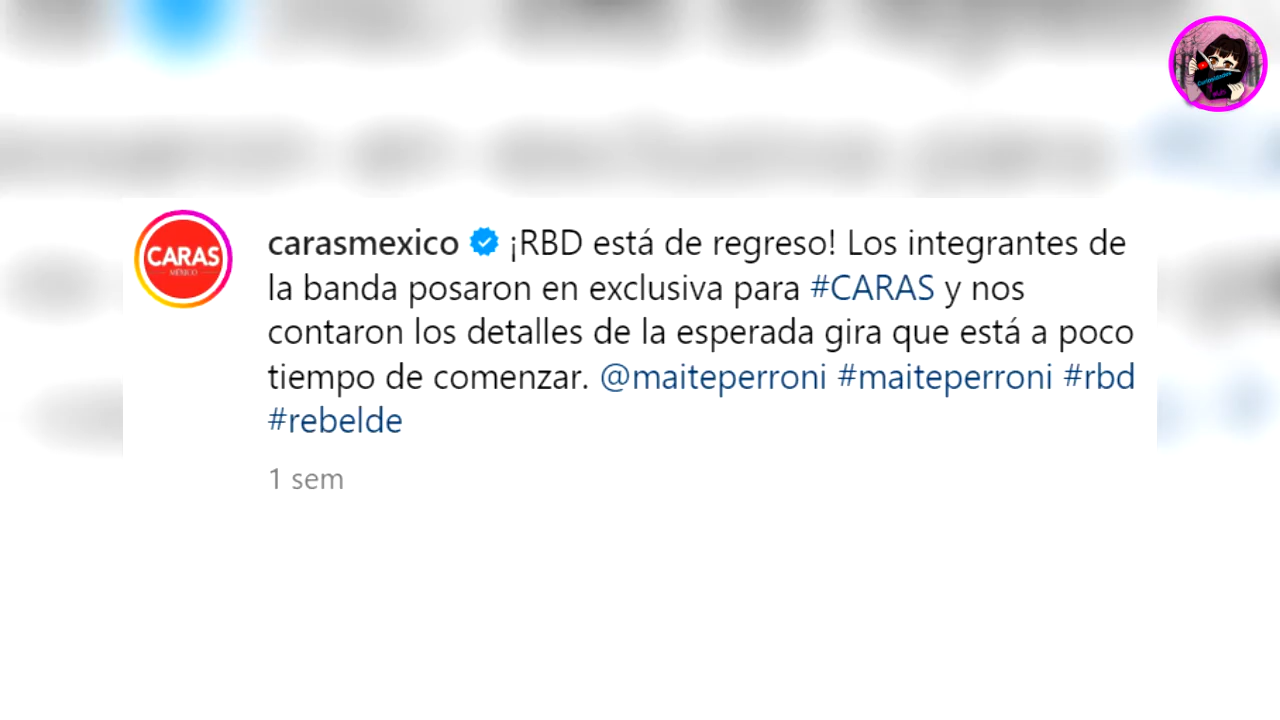 CARAS
MÉXICO
carasmexico ¡RBD está de regreso! Los integrantes de
la banda posaron en exclusiva para #CARAS y nos
contaron los detalles de la esperada gira que está a poco
tiempo de comenzar. @maiteperroni #maiteperroni #rbd
#rebelde
1 sem